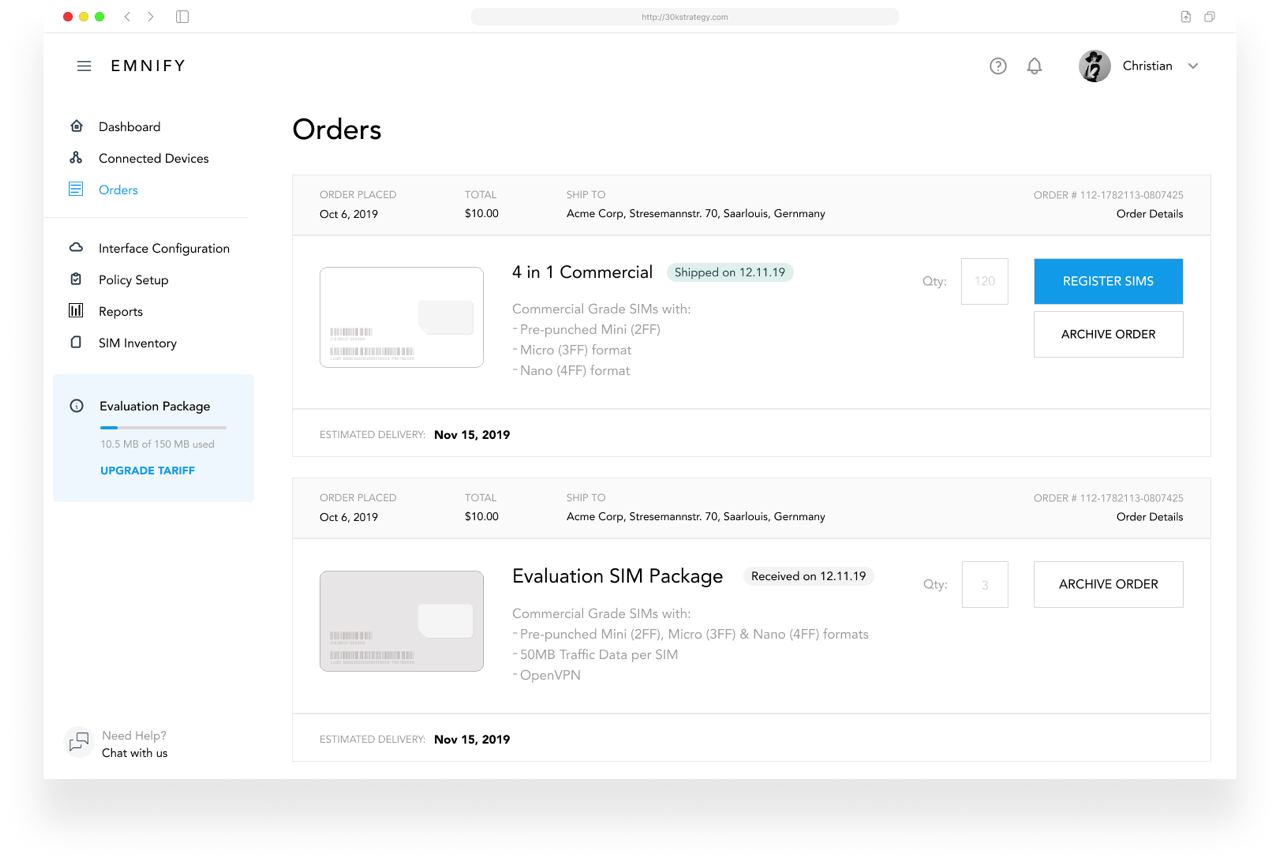 http://30kstrategy.com
EMNIFY
Christian
Dashboard
Connected Devices
Orders
Interface Configuration
Policy Setup
Reports
SIM Inventory
Evaluation Package
10.5 MB of 150 MB used
UPGRADE TARIFF
Need Help?
Chat with us
Orders
ORDER PLACED TOTAL SHIP TO ORDER # 112-1782113-0807425
Oct 6, 2019 $10.00 Acme Corp, Stresemannstr. 70, Saarlouis, Gernmany Order Details
4 in 1 Commercial Shipped on 12.11.19
Commercial Grade SIMs with:
- Pre-punched Mini (2FF)
- Micro (3FF) format
- Nano (4FF) format
Qty: 120
REGISTER SIMS
ARCHIVE ORDER
ESTIMATED DELIVERY: Nov 15, 2019
ORDER PLACED TOTAL SHIP TO ORDER # 112-1782113-0807425
Oct 6, 2019 $10.00 Acme Corp, Stresemannstr. 70, Saarlouis, Gernmany Order Details
Evaluation SIM Package Received on 12.11.19
Commercial Grade SIMs with:
- Pre-punched Mini (2FF), Micro (3FF) & Nano (4FF) formats
- 50MB Traffic Data per SIM
- OpenVPN
Qty: 3
ARCHIVE ORDER
ESTIMATED DELIVERY: Nov 15, 2019